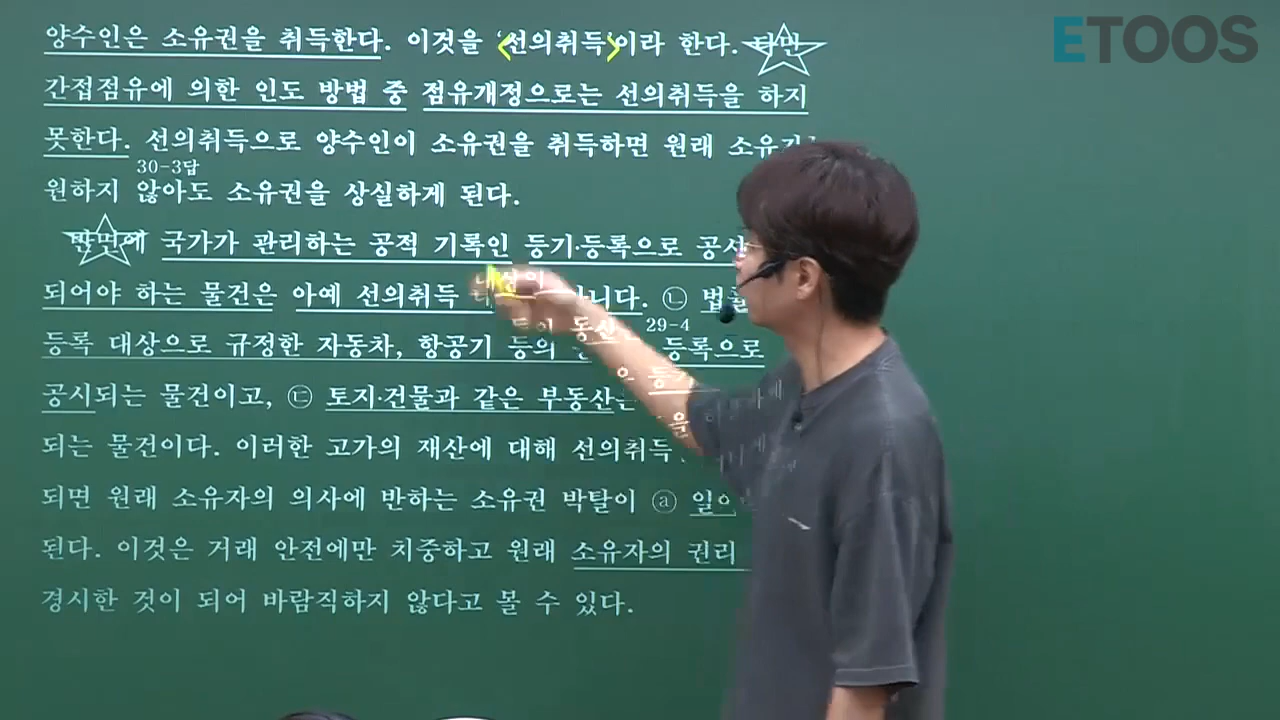 ETOOS
양수인은 소유권을 취득한다. 이것을 ‘선의취득’이라 한다. 다만
간접점유에 의한 인도 방법 중 점유개정으로는 선의취득을 하지
못한다. 선의취득으로 양수인이 소유권을 취득하면 원래
30-3답
원하지 않아도 소유권을 상실하게 된다.
반면에 국가가 관리하는 공적 기록인 등기·등록으로
되어야 하는 물건은 아예 선의취득 아니다. ㉡
29-4
등록 대상으로 규정한 자동차, 항공기 등의 등록으로
공시되는 물건이고, ㉢ 토지·건물과 같은 부동산은
되는 물건이다. 이러한 고가의 재산에 대해 선의취득
되면 원래 소유자의 의사에 반하는 소유권 박탈이 ⓐ
된다. 이것은 거래 안전에만 치중하고 원래 소유자의 권리
경시한 것이 되어 바람직하지 않다고 볼 수 있다.